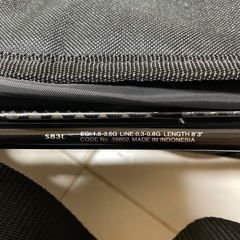 S83L EGI:1.5-3.5G LINE:0.3-0.8G LENGTH 8'3"
CODE No. 38802 MADE IN INDONESIA